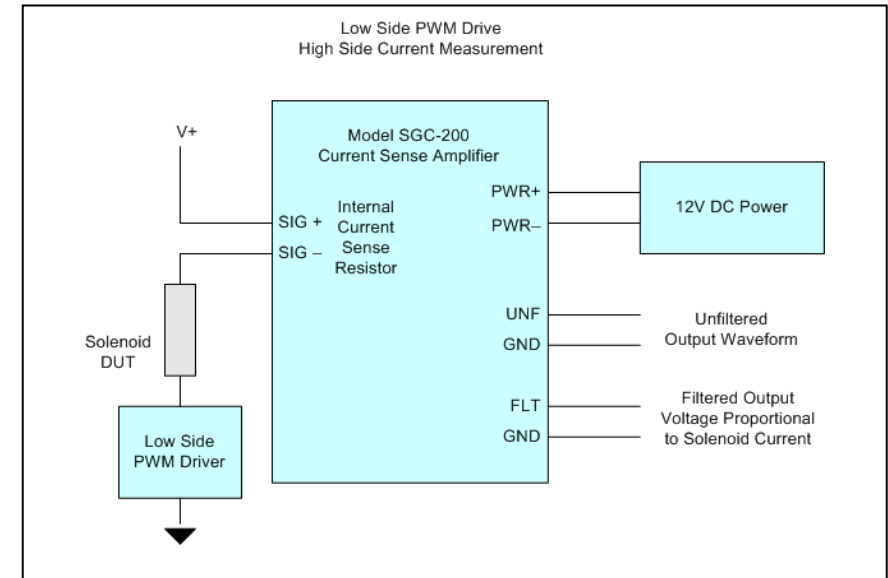 Low Side PWM Drive
High Side Current Measurement
V+
Model SGC-200
Current Sense Amplifier
SIG +
SIG –
Internal
Current
Sense
Resistor
PWR+
PWR–
12V DC Power
UNF
GND
Unfiltered
Output Waveform
FLT
GND
Filtered Output
Voltage Proportional
to Solenoid Current
Solenoid
DUT
Low Side
PWM Driver